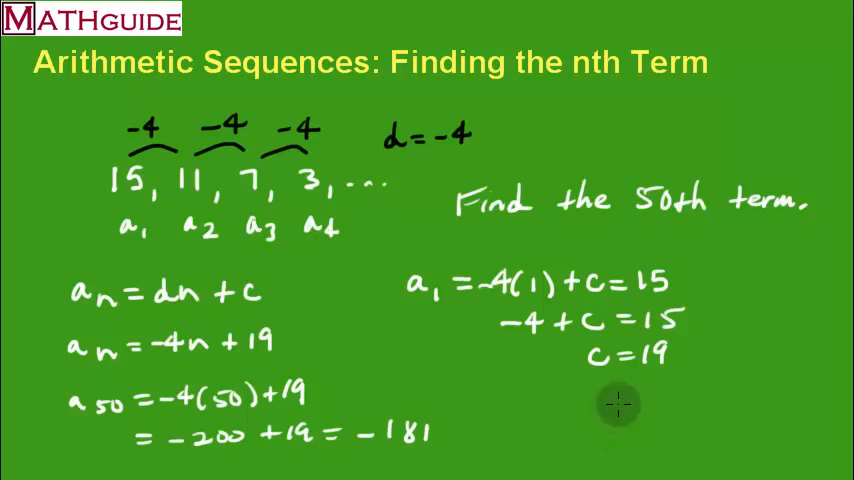 MATHGUIDE
Arithmetic Sequences: Finding the nth Term
-4 -4 -4 d = -4
15, 11, 7, 3, ...
a1 a2 a3 a4
Find the 50th term.
an = dn + c
an = -4n + 19
a50 = -4(50) + 19
= -200 + 19 = -181
a1 = -4(1) + c = 15
-4 + c = 15
c = 19